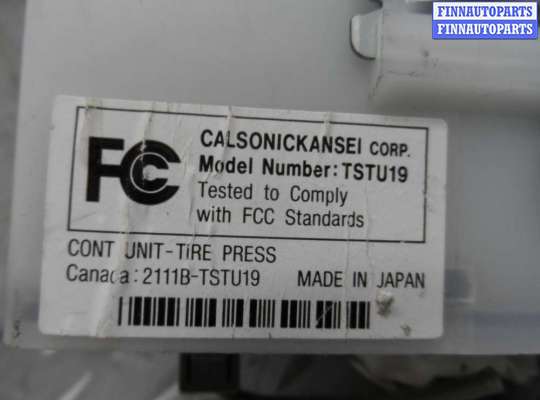 FINNAUTOPARTS
FINNAUTOPARTS
FC
CALSONICKANSEI CORP.
Model Number: TSTU19
Tested to Comply
with FCC Standards
CONT UNIT-TIRE PRESS
Canada: 2111B-TSTU19 MADE IN JAPAN